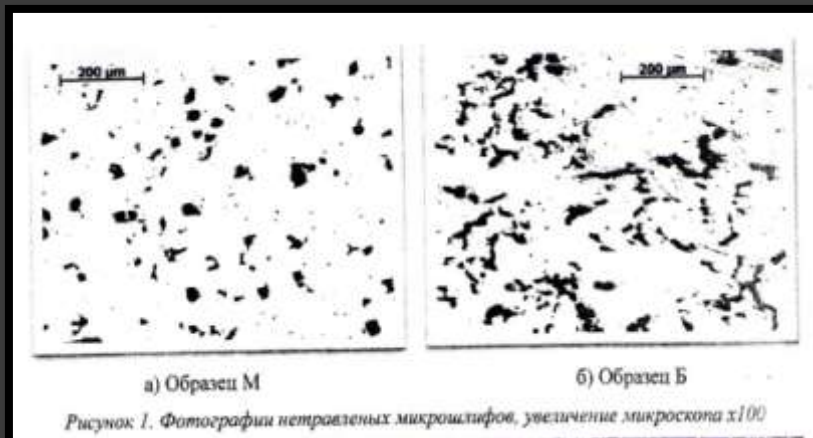 200 µm
200 µm
а) Образец М
б) Образец Б
Рисунок 1. Фотографии нетравленых микрошлифов, увеличение микроскопа х100